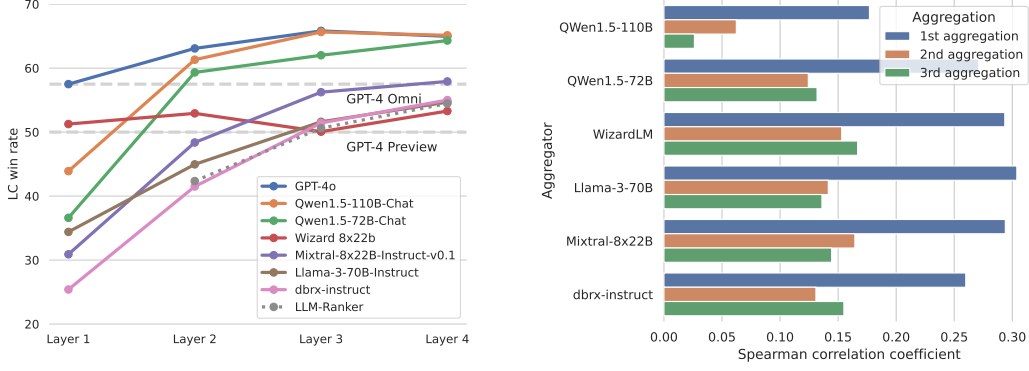 70
60
50
40
30
20
LC win rate
GPT-4 Omni
GPT-4 Preview
GPT-4o
Qwen1.5-110B-Chat
Qwen1.5-72B-Chat
Wizard 8x22b
Mixtral-8x22B-Instruct-v0.1
Llama-3-70B-Instruct
dbrx-instruct
LLM-Ranker
Layer 1 Layer 2 Layer 3 Layer 4
Aggregator
QWen1.5-110B
QWen1.5-72B
WizardLM
Llama-3-70B
Mixtral-8x22B
dbrx-instruct
Aggregation
1st aggregation
2nd aggregation
3rd aggregation
0.00 0.05 0.10 0.15 0.20 0.25 0.30
Spearman correlation coefficient